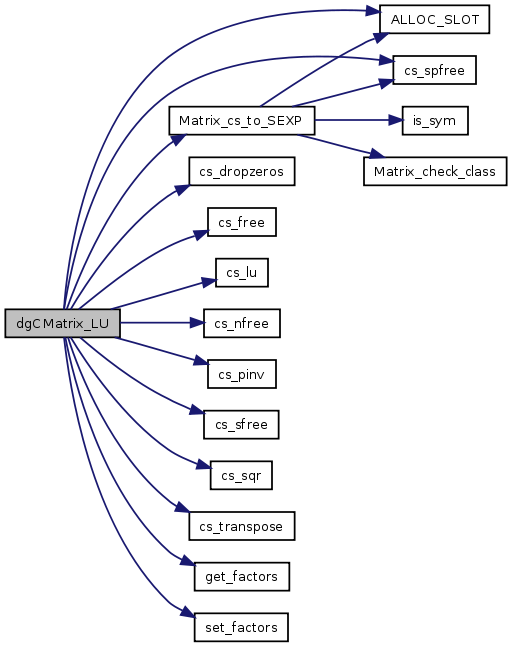 ALLOC_SLOT
cs_spfree
Matrix_cs_to_SEXP
is_sym
cs_dropzeros
Matrix_check_class
cs_free
cs_lu
dgCMatrix_LU
cs_nfree
cs_pinv
cs_sfree
cs_sqr
cs_transpose
get_factors
set_factors